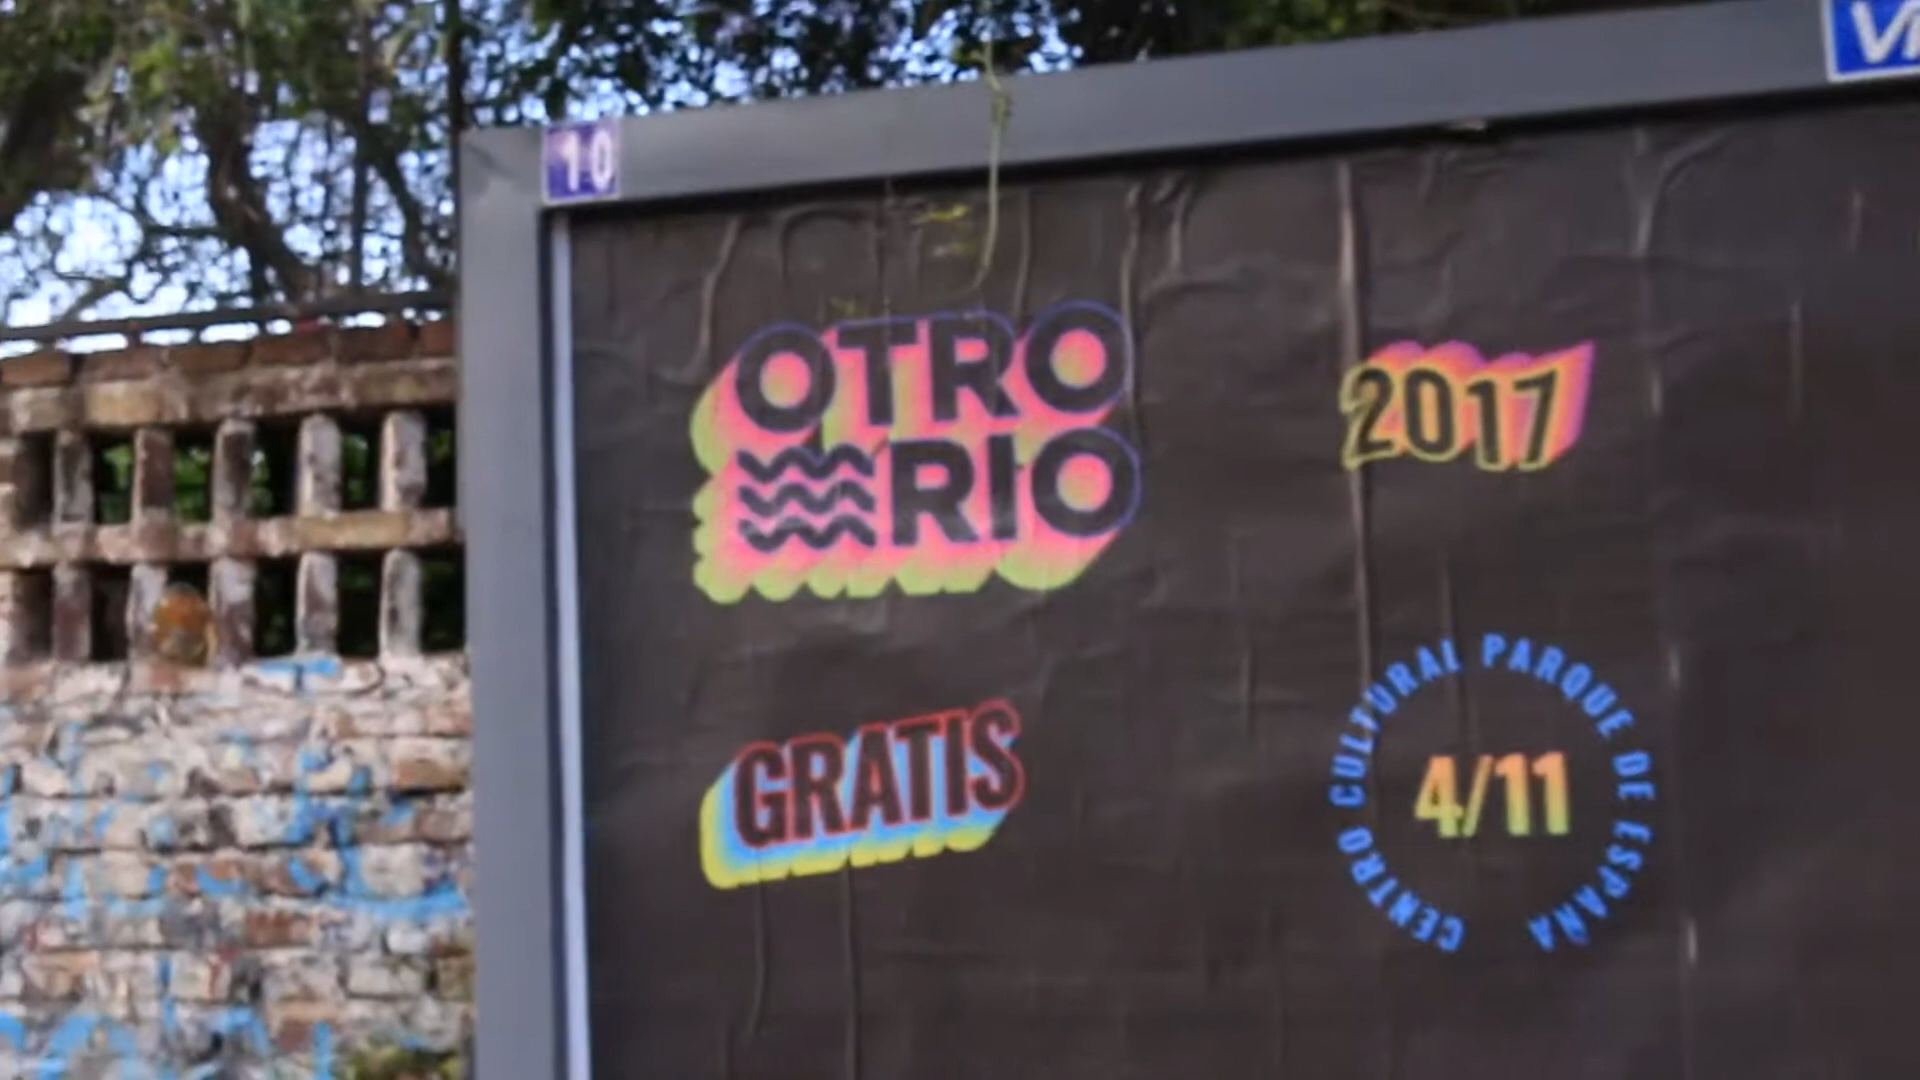 10
OTRO
RIO
2017
GRATIS
CENTRO CULTURAL PARQUE DE ESPAÑA
4/11